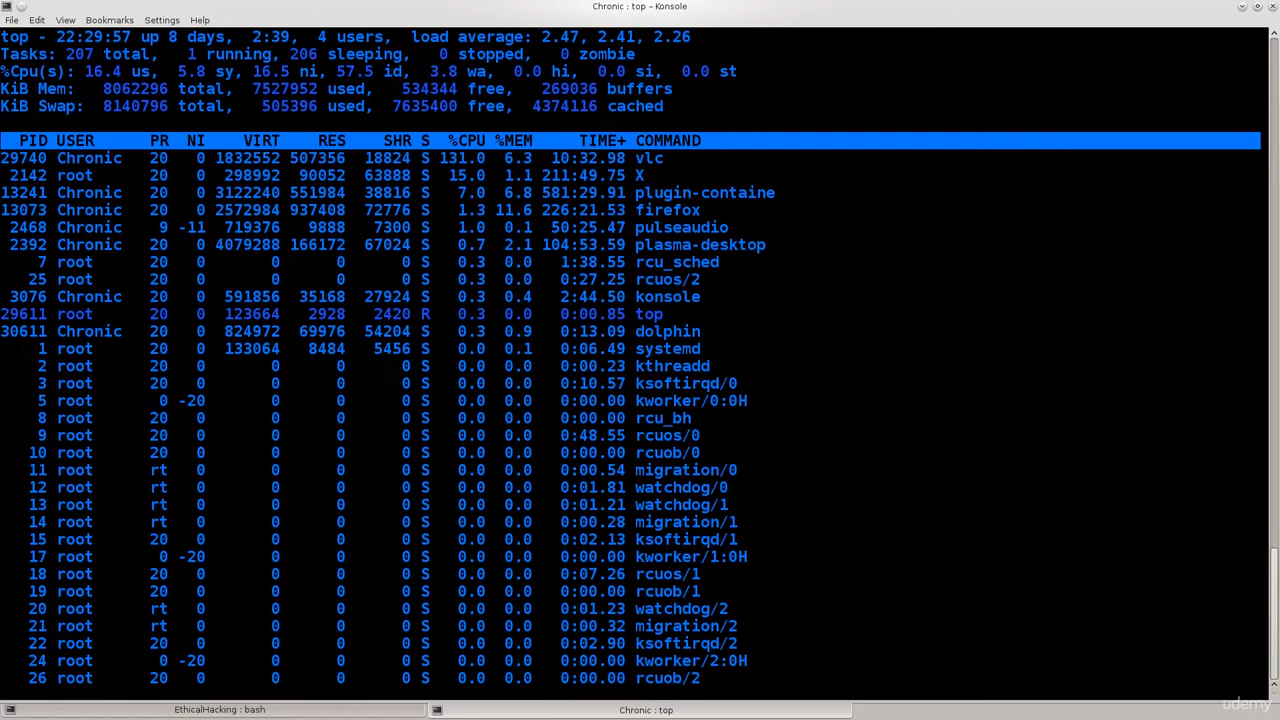 Chronic : top – Konsole
File Edit View Bookmarks Settings Help
top - 22:29:57 up 8 days, 2:39, 4 users, load average: 2.47, 2.41, 2.26
Tasks: 207 total, 1 running, 206 sleeping, 0 stopped, 0 zombie
%Cpu(s): 16.4 us, 5.8 sy, 16.5 ni, 57.5 id, 3.8 wa, 0.0 hi, 0.0 si, 0.0 st
KiB Mem: 8062296 total, 7527952 used, 534344 free, 269036 buffers
KiB Swap: 8140796 total, 505396 used, 7635400 free, 4374116 cached
PID USER PR NI VIRT RES SHR S %CPU %MEM TIME+ COMMAND
29740 Chronic 20 0 1832552 507356 18824 S 131.0 6.3 10:32.98 vlc
2142 root 20 0 298992 90052 63888 S 15.0 1.1 211:49.75 X
13241 Chronic 20 0 3122240 551984 38816 S 7.0 6.8 581:29.91 plugin-containe
13073 Chronic 20 0 2572984 937408 72776 S 1.3 11.6 226:21.53 firefox
2468 Chronic 9 -11 719376 9888 7300 S 1.0 0.1 50:25.47 pulseaudio
2392 Chronic 20 0 4079288 166172 67024 S 0.7 2.1 104:53.59 plasma-desktop
7 root 20 0 0 0 0 S 0.3 0.0 1:38.55 rcu_sched
25 root 20 0 0 0 0 S 0.3 0.0 0:27.25 rcuos/2
3076 Chronic 20 0 591856 35168 27924 S 0.3 0.4 2:44.50 konsole
29611 root 20 0 123664 2928 2420 R 0.3 0.0 0:00.85 top
30611 Chronic 20 0 824972 69976 54204 S 0.3 0.9 0:13.09 dolphin
1 root 20 0 133064 8484 5456 S 0.0 0.1 0:06.49 systemd
2 root 20 0 0 0 0 S 0.0 0.0 0:00.23 kthreadd
3 root 20 0 0 0 0 S 0.0 0.0 0:10.57 ksoftirqd/0
5 root 0 -20 0 0 0 S 0.0 0.0 0:00.00 kworker/0:0H
8 root 20 0 0 0 0 S 0.0 0.0 0:00.00 rcu_bh
9 root 20 0 0 0 0 S 0.0 0.0 0:48.55 rcuos/0
10 root 20 0 0 0 0 S 0.0 0.0 0:00.00 rcuob/0
11 root rt 0 0 0 0 S 0.0 0.0 0:00.54 migration/0
12 root rt 0 0 0 0 S 0.0 0.0 0:01.81 watchdog/0
13 root rt 0 0 0 0 S 0.0 0.0 0:01.21 watchdog/1
14 root rt 0 0 0 0 S 0.0 0.0 0:00.28 migration/1
15 root 20 0 0 0 0 S 0.0 0.0 0:02.13 ksoftirqd/1
17 root 0 -20 0 0 0 S 0.0 0.0 0:00.00 kworker/1:0H
18 root 20 0 0 0 0 S 0.0 0.0 0:07.26 rcuos/1
19 root 20 0 0 0 0 S 0.0 0.0 0:00.00 rcuob/1
20 root rt 0 0 0 0 S 0.0 0.0 0:01.23 watchdog/2
21 root rt 0 0 0 0 S 0.0 0.0 0:00.32 migration/2
22 root 20 0 0 0 0 S 0.0 0.0 0:02.90 ksoftirqd/2
24 root 0 -20 0 0 0 S 0.0 0.0 0:00.00 kworker/2:0H
26 root 20 0 0 0 0 S 0.0 0.0 0:00.00 rcuob/2
EthicalHacking : bash
Chronic : top
udemy